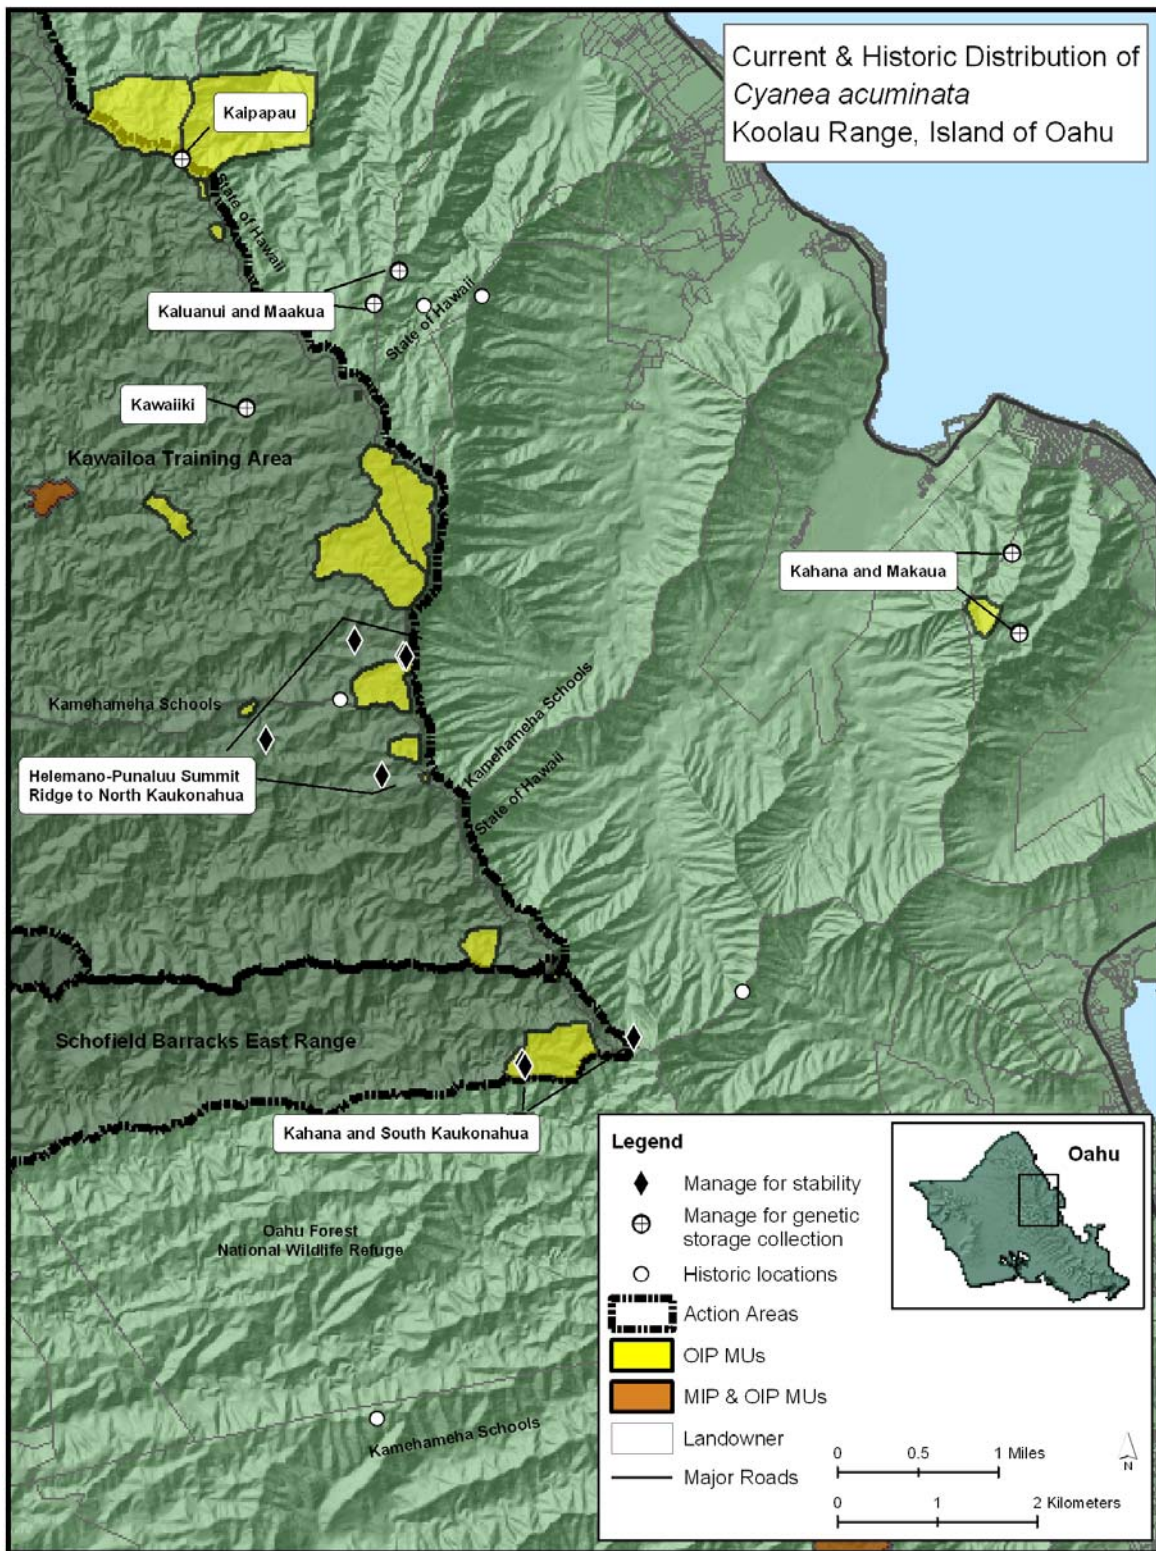 Current & Historic Distribution of
Cyanea acuminata
Koolau Range, Island of Oahu
Kaipapau
State of Hawaii
Kaluanui and Maakua
State of Hawaii
Kawaiiki
Kawailoa Training Area
Kahana and Makaua
Kamehameha Schools
Kamehameha Schools
State of Hawaii
Helemano-Punaluu Summit
Ridge to North Kaukonahua
Schofield Barracks East Range
Kahana and South Kaukonahua
Oahu Forest
National Wildlife Refuge
Kamehameha Schools
Legend
Manage for stability
Manage for genetic
storage collection
Historic locations
Action Areas
OIP MUs
MIP & OIP MUs
Landowner
Major Roads
Oahu
0 0.5 1 Miles
0 1 2 Kilometers
N